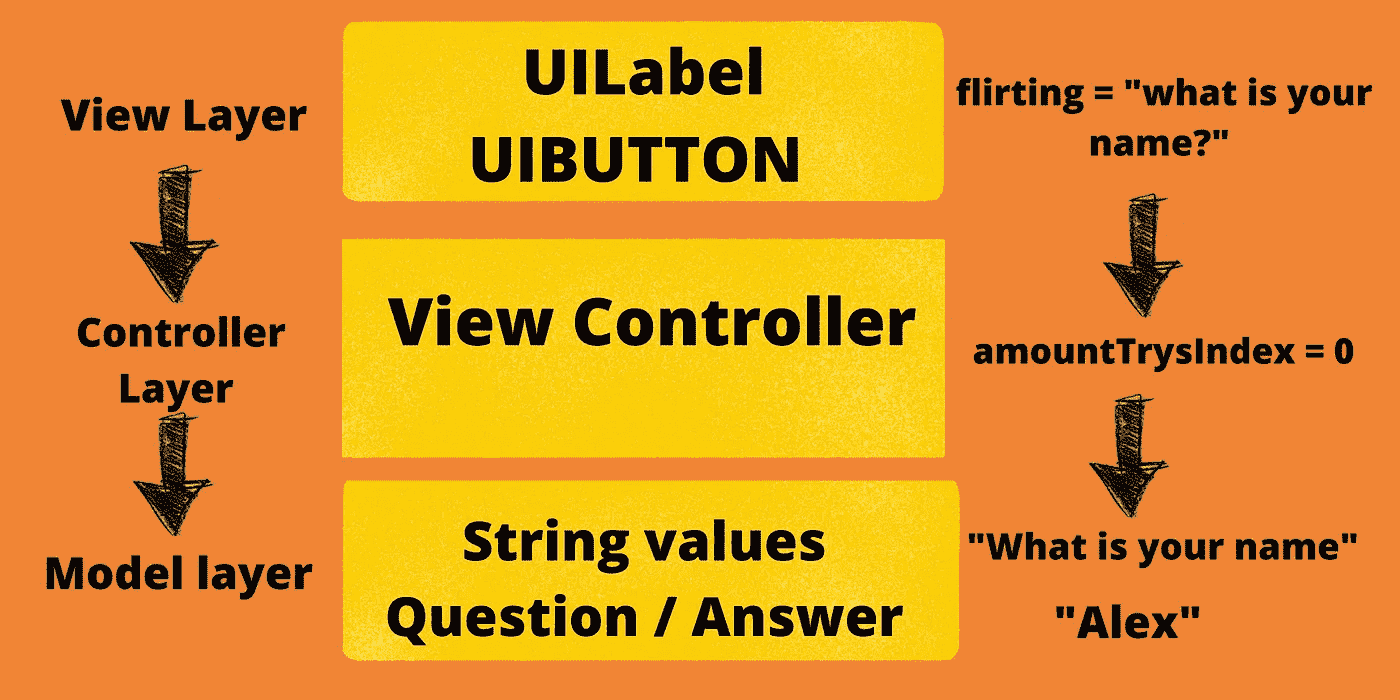 View Layer
Controller
Layer
Model layer
UILabel
UIBUTTON
View Controller
String values
Question / Answer
flirting = "what is your
name?"
amountTrysIndex = 0
"What is your name"
"Alex"